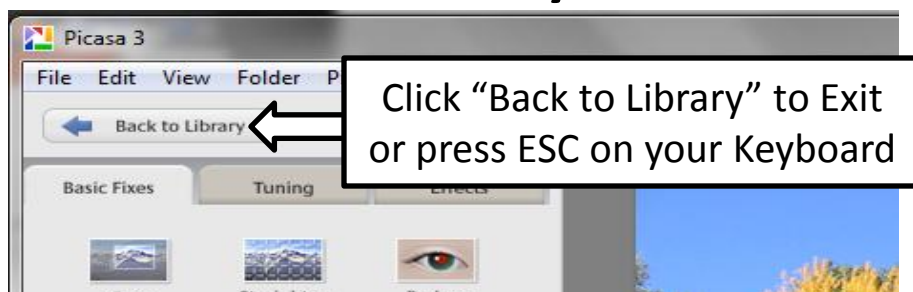 Picasa 3
File Edit View Folder P
Click “Back to Library” to Exit
or press ESC on your Keyboard
Back to Library
Basic Fixes Tuning Effects